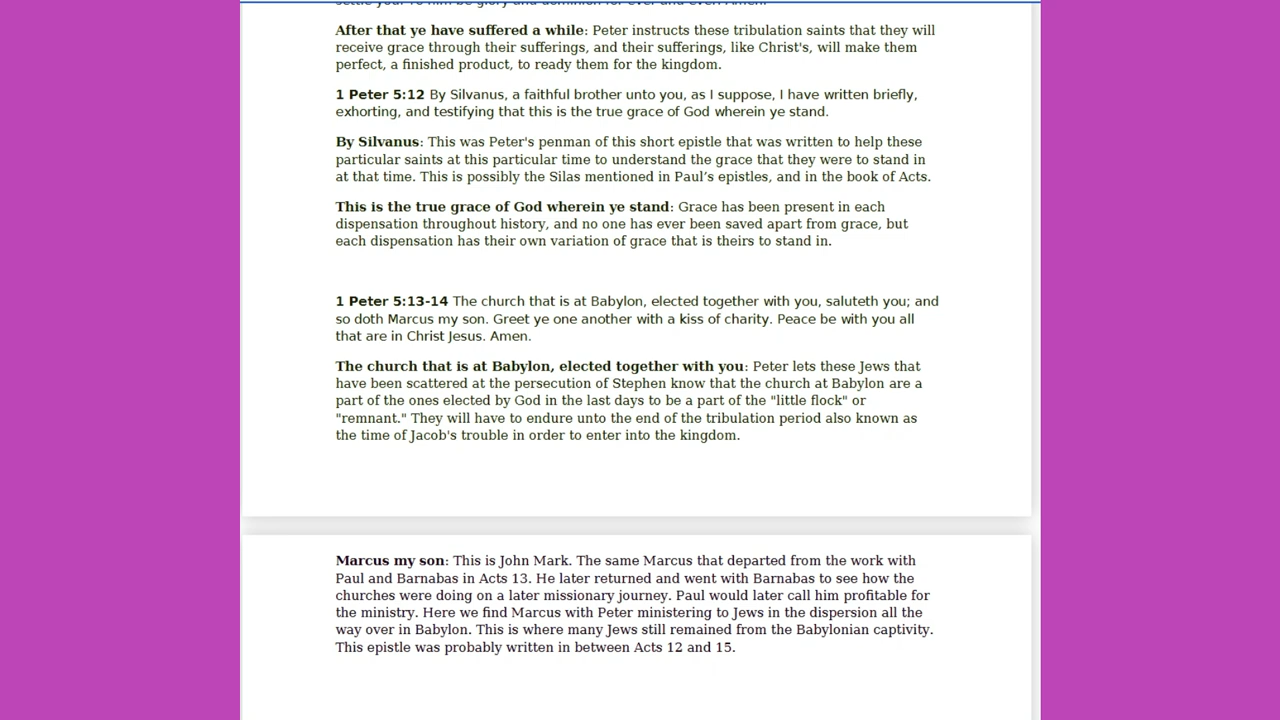 settle you. To him be glory and dominion for ever and ever. Amen.
After that ye have suffered a while: Peter instructs these tribulation saints that they will
receive grace through their sufferings, and their sufferings, like Christ's, will make them
perfect, a finished product, to ready them for the kingdom.
1 Peter 5:12 By Silvanus, a faithful brother unto you, as I suppose, I have written briefly,
exhorting, and testifying that this is the true grace of God wherein ye stand.
By Silvanus: This was Peter's penman of this short epistle that was written to help these
particular saints at this particular time to understand the grace that they were to stand in
at that time. This is possibly the Silas mentioned in Paul’s epistles, and in the book of Acts.
This is the true grace of God wherein ye stand: Grace has been present in each
dispensation throughout history, and no one has ever been saved apart from grace, but
each dispensation has their own variation of grace that is theirs to stand in.
1 Peter 5:13-14 The church that is at Babylon, elected together with you, saluteth you; and
so doth Marcus my son. Greet ye one another with a kiss of charity. Peace be with you all
that are in Christ Jesus. Amen.
The church that is at Babylon, elected together with you: Peter lets these Jews that
have been scattered at the persecution of Stephen know that the church at Babylon are a
part of the ones elected by God in the last days to be a part of the "little flock" or
"remnant." They will have to endure unto the end of the tribulation period also known as
the time of Jacob's trouble in order to enter into the kingdom.
Marcus my son: This is John Mark. The same Marcus that departed from the work with
Paul and Barnabas in Acts 13. He later returned and went with Barnabas to see how the
churches were doing on a later missionary journey. Paul would later call him profitable for
the ministry. Here we find Marcus with Peter ministering to Jews in the dispersion all the
way over in Babylon. This is where many Jews still remained from the Babylonian captivity.
This epistle was probably written in between Acts 12 and 15.